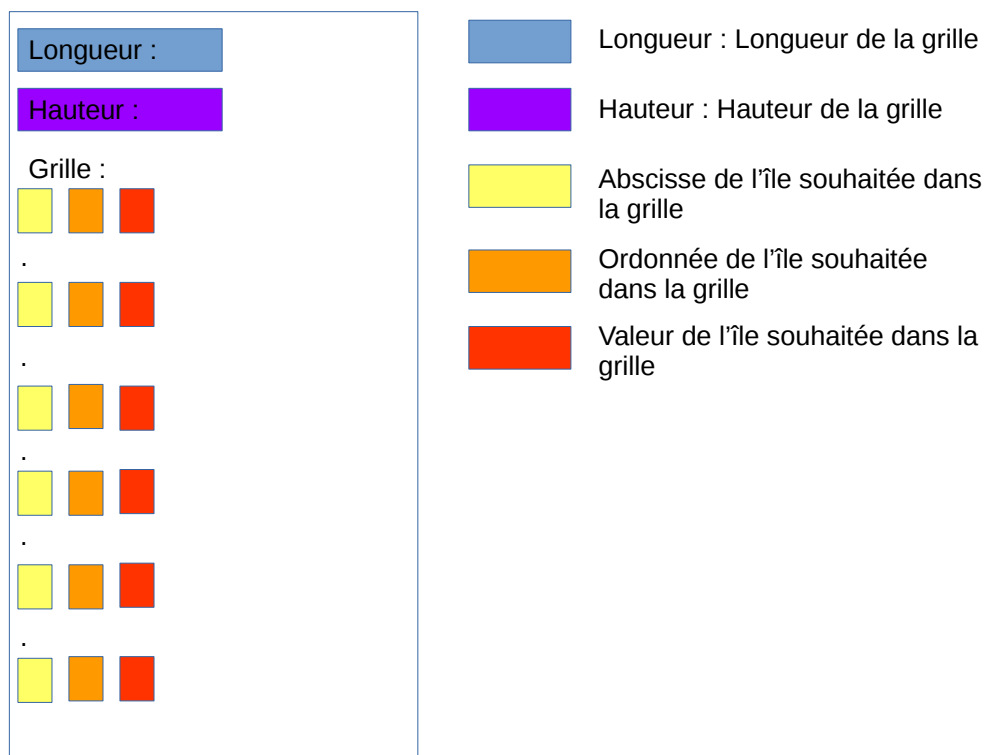 Longueur :
Hauteur :
Grille :
.
.
.
.
.
Longueur : Longueur de la grille
Hauteur : Hauteur de la grille
Abscisse de l’île souhaitée dans
la grille
Ordonnée de l’île souhaitée
dans la grille
Valeur de l’île souhaitée dans la
grille